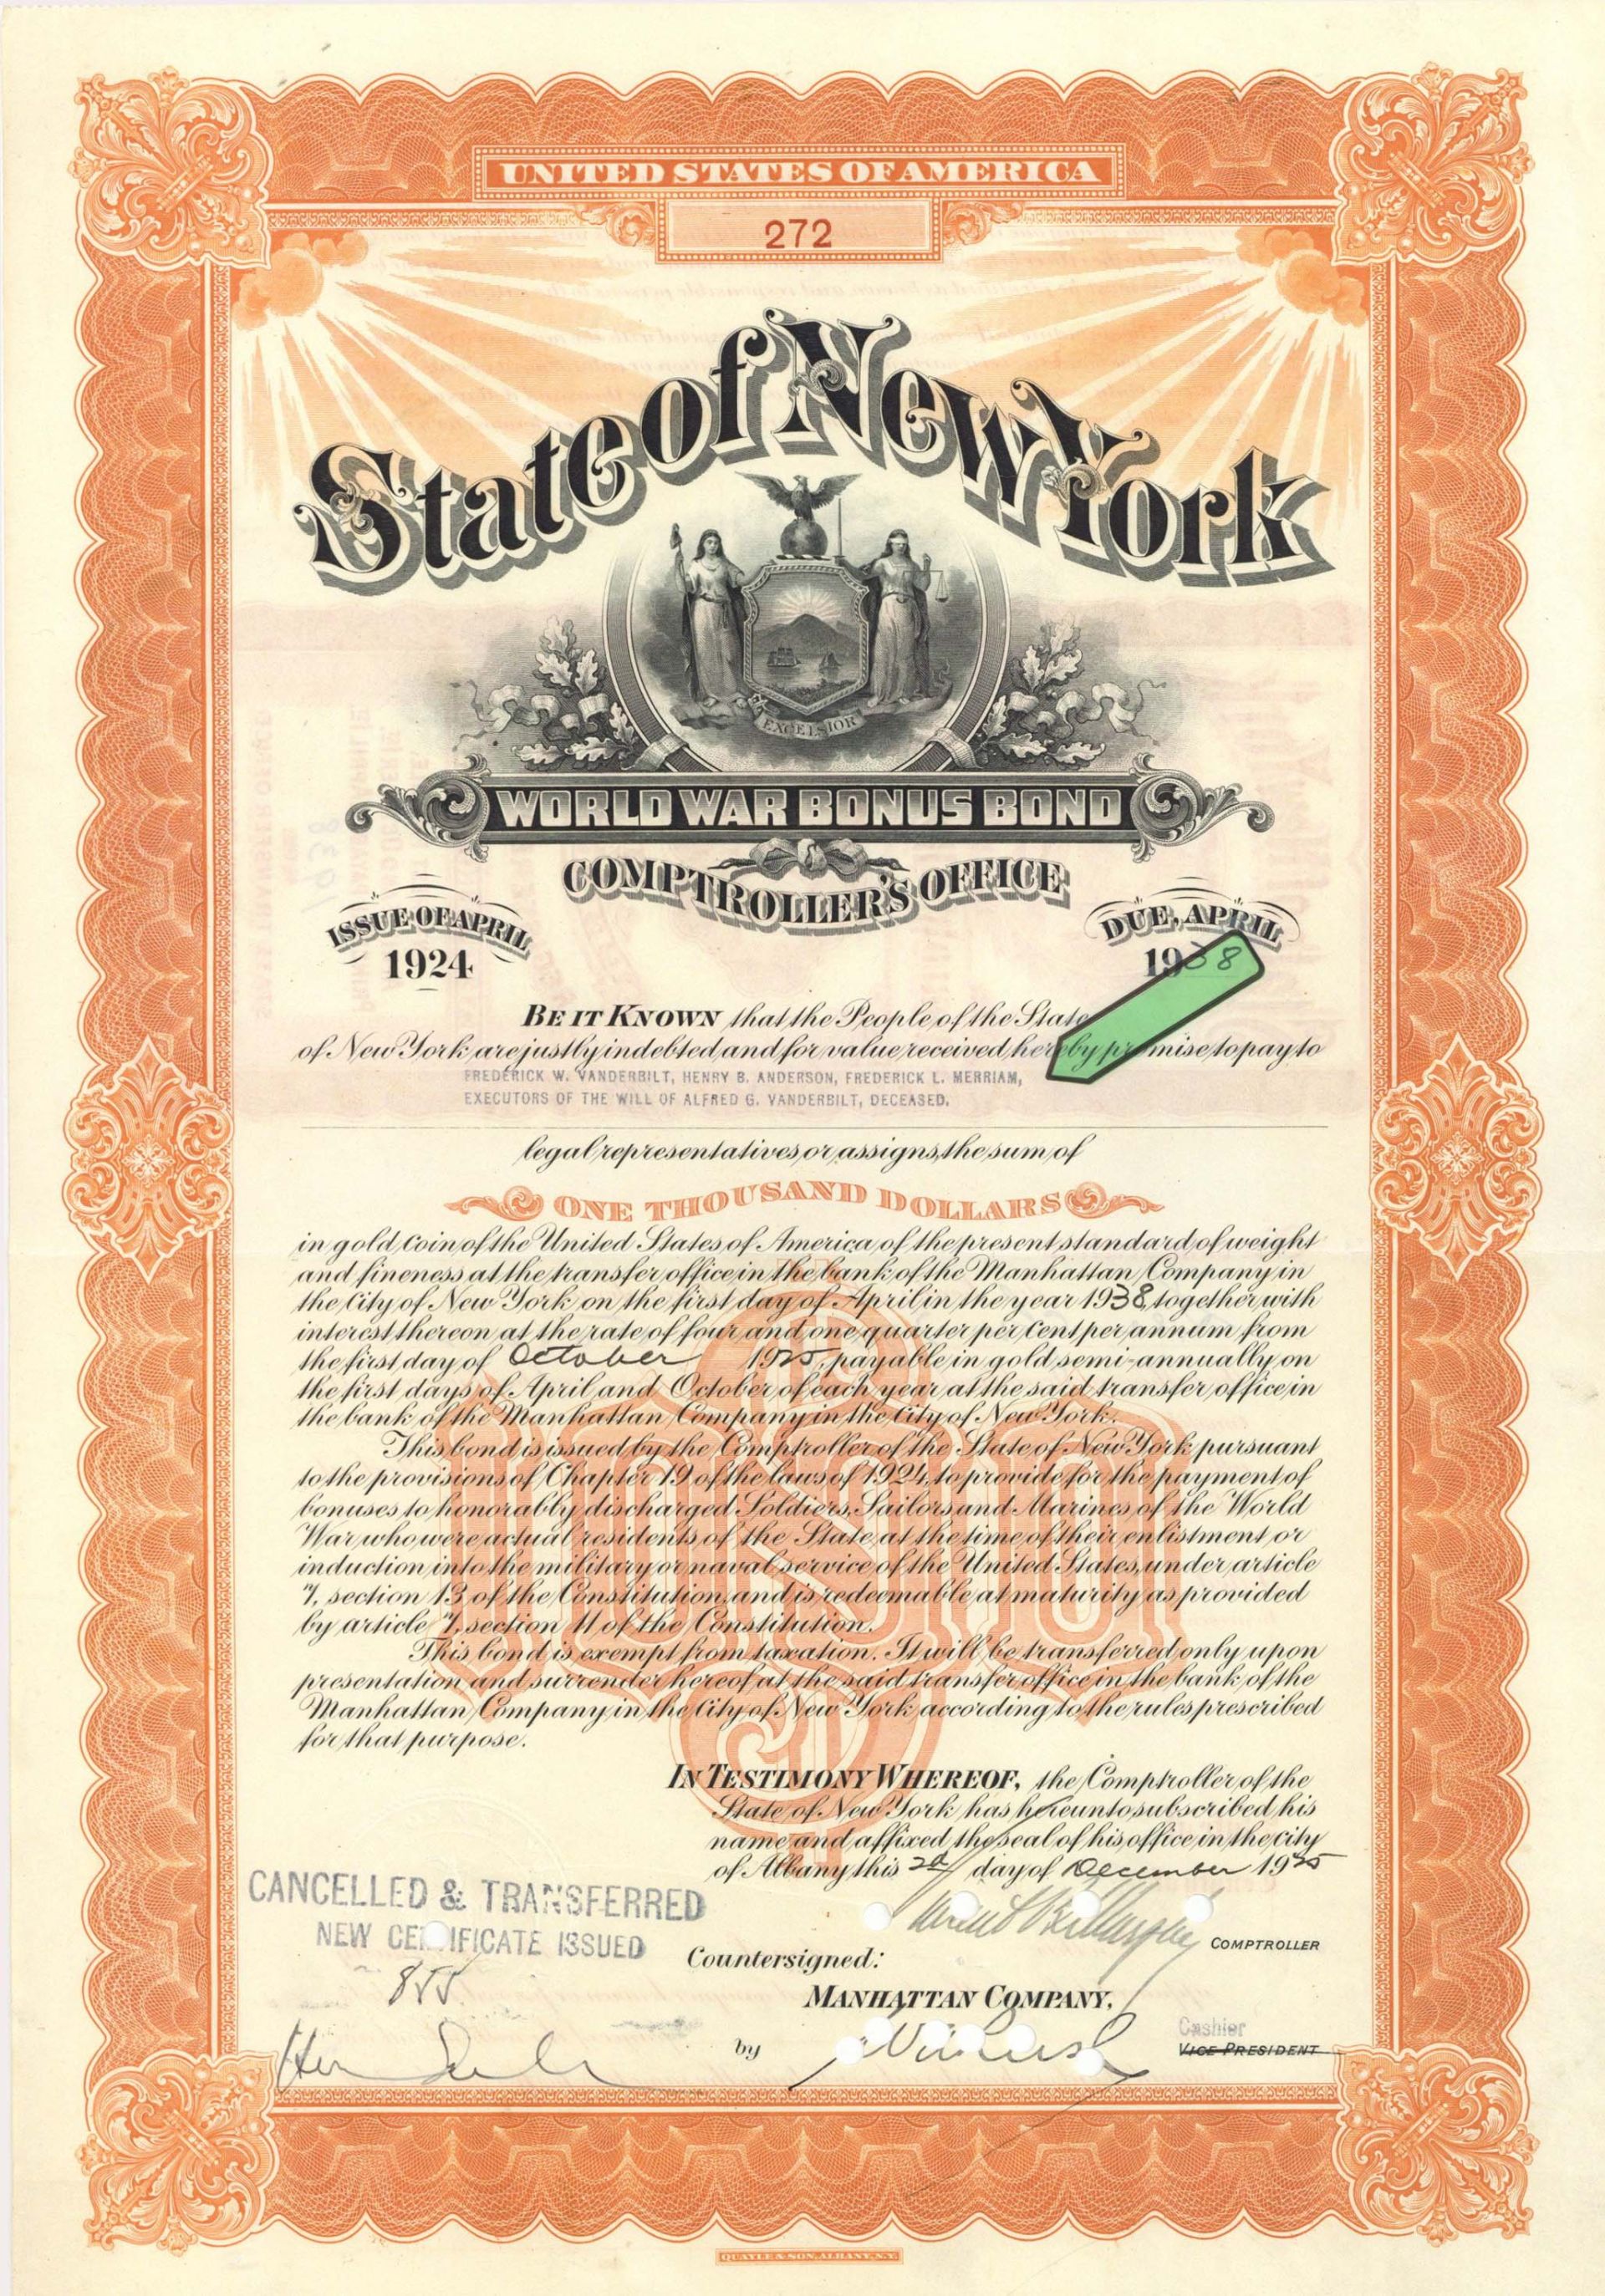 UNITED STATES OF AMERICA
272
State of New York
EXCELSIOR
WORLD WAR BONUS BOND
COMPTROLLER'S OFFICE
ISSUE OF APRIL
1924
DUE, APRIL
1938
BE IT KNOWN that the People of the State
of New York are justly indebted and for value received hereby promise to pay to
FREDERICK W. VANDERBILT, HENRY B. ANDERSON, FREDERICK L. MERRIAM,
EXECUTORS OF THE WILL OF ALFRED G. VANDERBILT, DECEASED.
legal representatives or assigns, the sum of
ONE THOUSAND DOLLARS
in gold coin of the United States of America of the present standard of weight
and fineness at the transfer office in the bank of the Manhattan Company in
the City of New York on the first day of April in the year 1938, together with
interest thereon at the rate of four and one quarter per cent per annum from
the first day of October 1925, payable in gold semi-annually on
the first days of April and October of each year at the said transfer office in
the bank of the Manhattan Company in the City of New York.
This bond is issued by the Comptroller of the State of New York pursuant
to the provisions of Chapter 19 of the laws of 1924, to provide for the payment of
bonuses to honorably discharged Soldiers, Sailors and Marines of the World
War who were actual residents of the State, at the time of their enlistment or
induction into the military or naval service of the United States, under article
7, section 13 of the Constitution, and is redeemable at maturity as provided
by article 7, section 11 of the Constitution.
This bond is exempt from taxation. It will be transferred only upon
presentation and surrender hereof at the said transfer office in the bank of the
Manhattan Company in the City of New York according to the rules prescribed
for that purpose.
IN TESTIMONY WHEREOF, the Comptroller of the
State of New York has hereunto subscribed his
name and affixed the seal of his office in the city
of Albany this 2d day of December 1925
CANCELLED & TRANSFERRED
NEW CERTIFICATE ISSUED
855
COMPTROLLER
Countersigned:
MANHATTAN COMPANY,
by
Cashier
VICE PRESIDENT
QUAYLE & SON, ALBANY, N.Y.